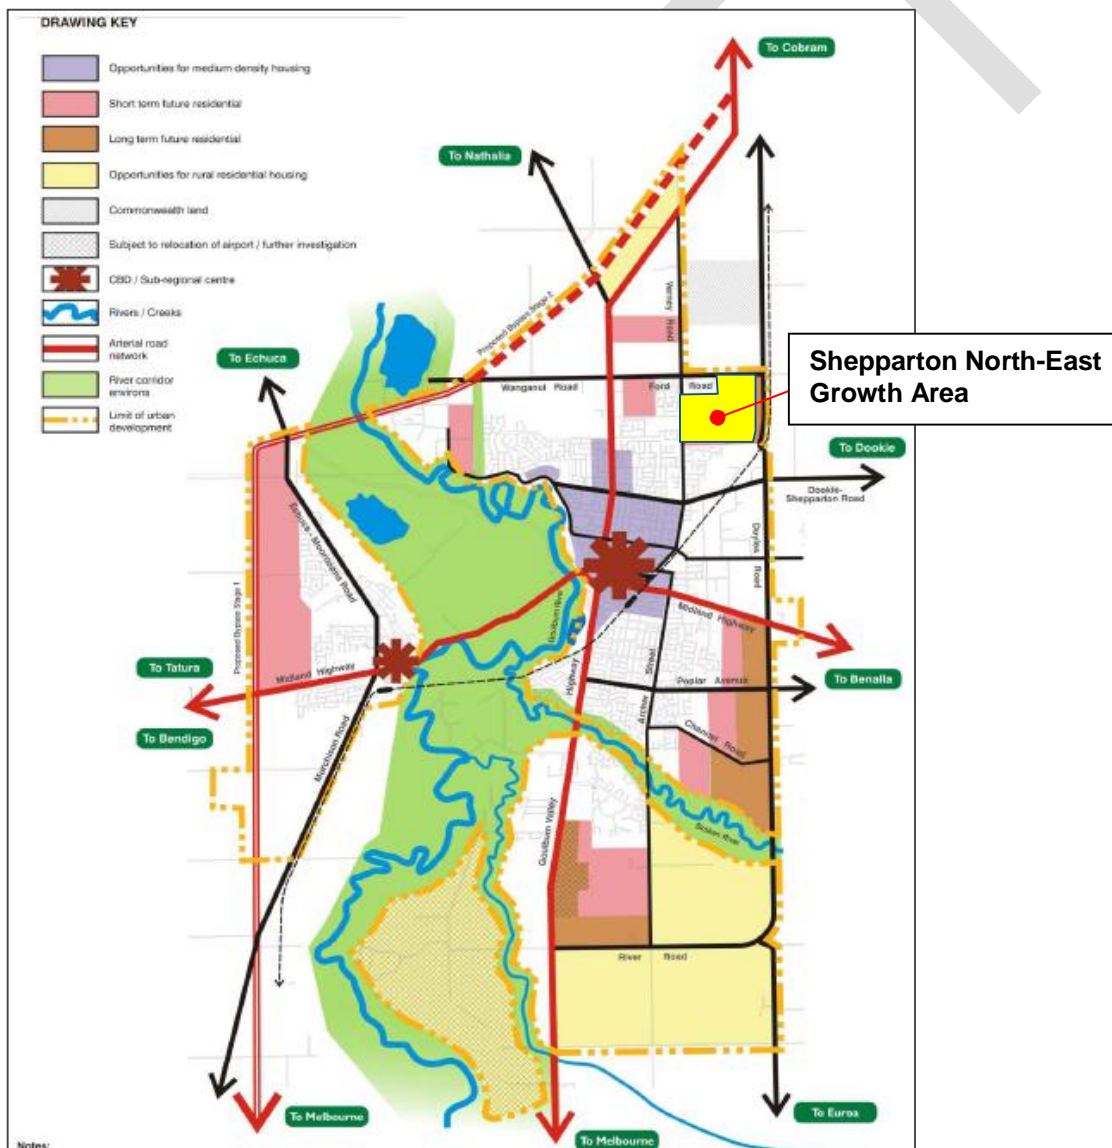 DRAWING KEY
Opportunities for medium-density housing
Short term future residential
Long term future residential
Opportunities for rural residential housing
Commonwealth land
Subject to relocation of airport / further investigation
CBD / Sub-regional centre
Rivers / Creeks
Arterial road
network
River corridor
environs
Limit of urban
development
To Cobram
To Nathalia
Verney
Road
Proposed Bypass Stage 2
To Echuca
Wanganui Road
Ford Road
Shepparton North-East
Growth Area
To Dookie
Dookie-
Shepparton Road
Doyles
Road
Echuca - Mooroopna Road
Proposed Bypass Stage 1
Goulburn River
Midland Highway
To Tatura
Midland Highway
To Bendigo
Murchison Road
Highway
Archer Street
Poplar Avenue
To Benalla
Channel Road
Goulburn Valley
Broken River
River Road
To Melbourne
To Melbourne
To Euroa
Notes: